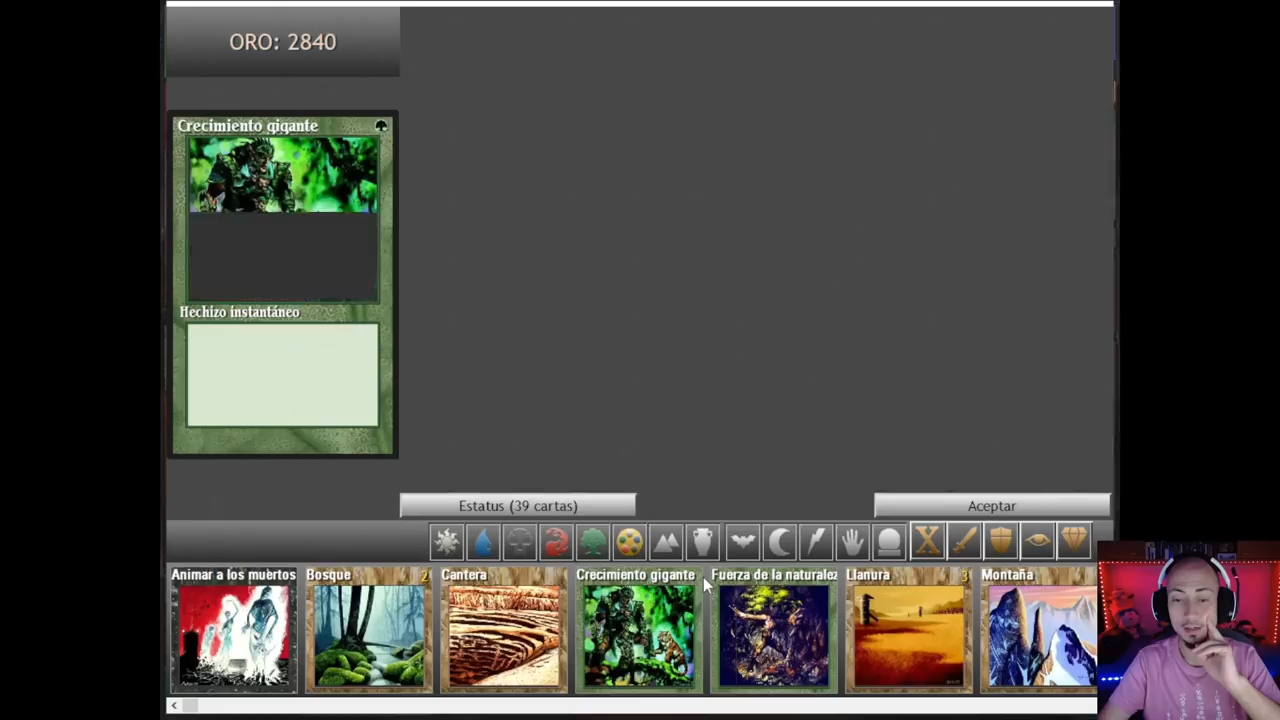 ORO: 2840
Crecimiento gigante
Hechizo instantáneo
Estatus (39 cartas)
Aceptar
Animar a los muertos
Bosque 2
Cantera
Crecimiento gigante
Fuerza de la naturalez
Llanura 3
Montaña